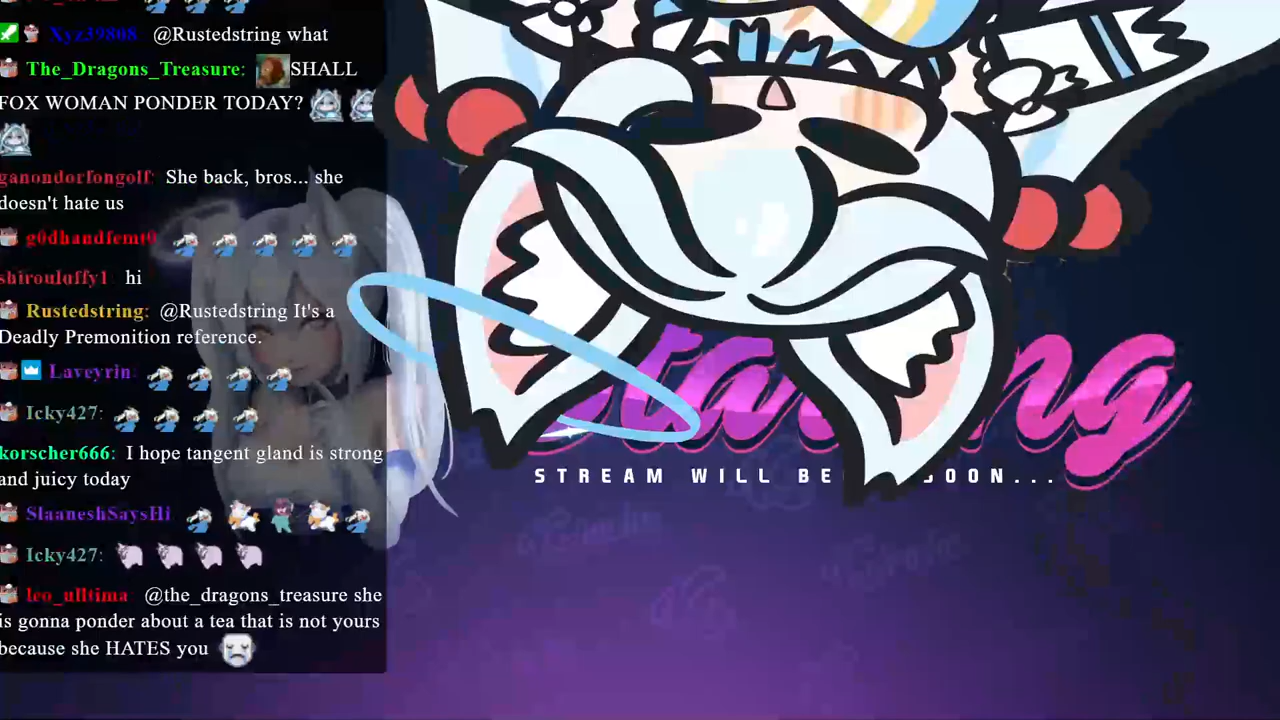 Xyz39808 @Rustedstring what
The_Dragons_Treasure: SHALL
FOX WOMAN PONDER TODAY?
ganondorfongolf: She back, bros... she
doesn't hate us
g0dhandfemt0
shirouluffy1 hi
Rustedstring: @Rustedstring It's a
Deadly Premonition reference.
Laveyrin:
Icky427:
korscher666: I hope tangent gland is strong
and juicy today
SlaaneshSaysHi
Icky427:
leo_ulltima @the_dragons_treasure she
is gonna ponder about a tea that is not yours
because she HATES you
STREAM WILL BE OON...